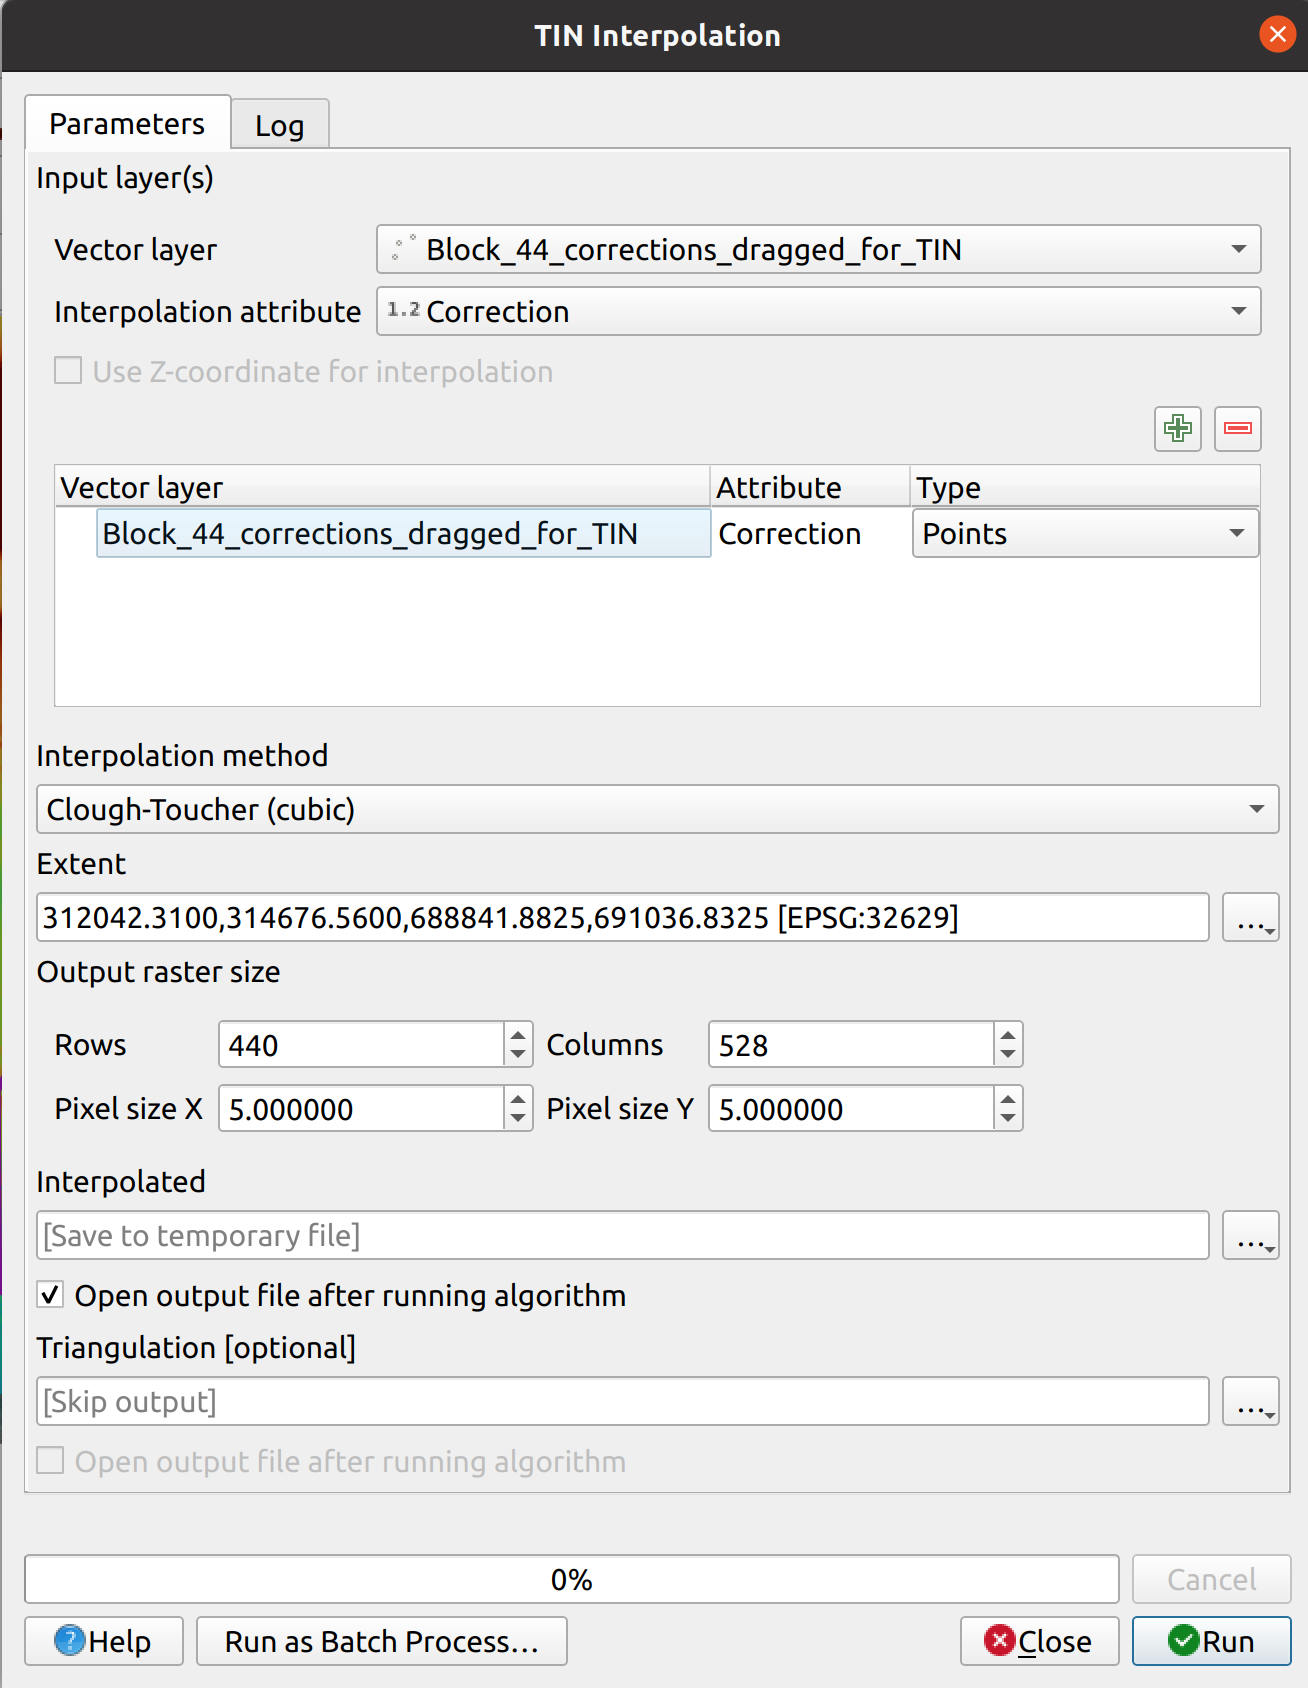 TIN Interpolation
Parameters Log
Input layer(s)
Vector layer Block_44_corrections_dragged_for_TIN
Interpolation attribute 1.2 Correction
Use Z-coordinate for interpolation
Vector layer Attribute Type
Block_44_corrections_dragged_for_TIN Correction Points
Interpolation method
Clough-Toucher (cubic)
Extent
312042.3100,314676.5600,688841.8825,691036.8325 [EPSG:32629] ...
Output raster size
Rows 440 Columns 528
Pixel size X 5.000000 Pixel size Y 5.000000
Interpolated
[Save to temporary file] ...
Open output file after running algorithm
Triangulation [optional]
[Skip output] ...
Open output file after running algorithm
0% Cancel
Help Run as Batch Process... Close Run